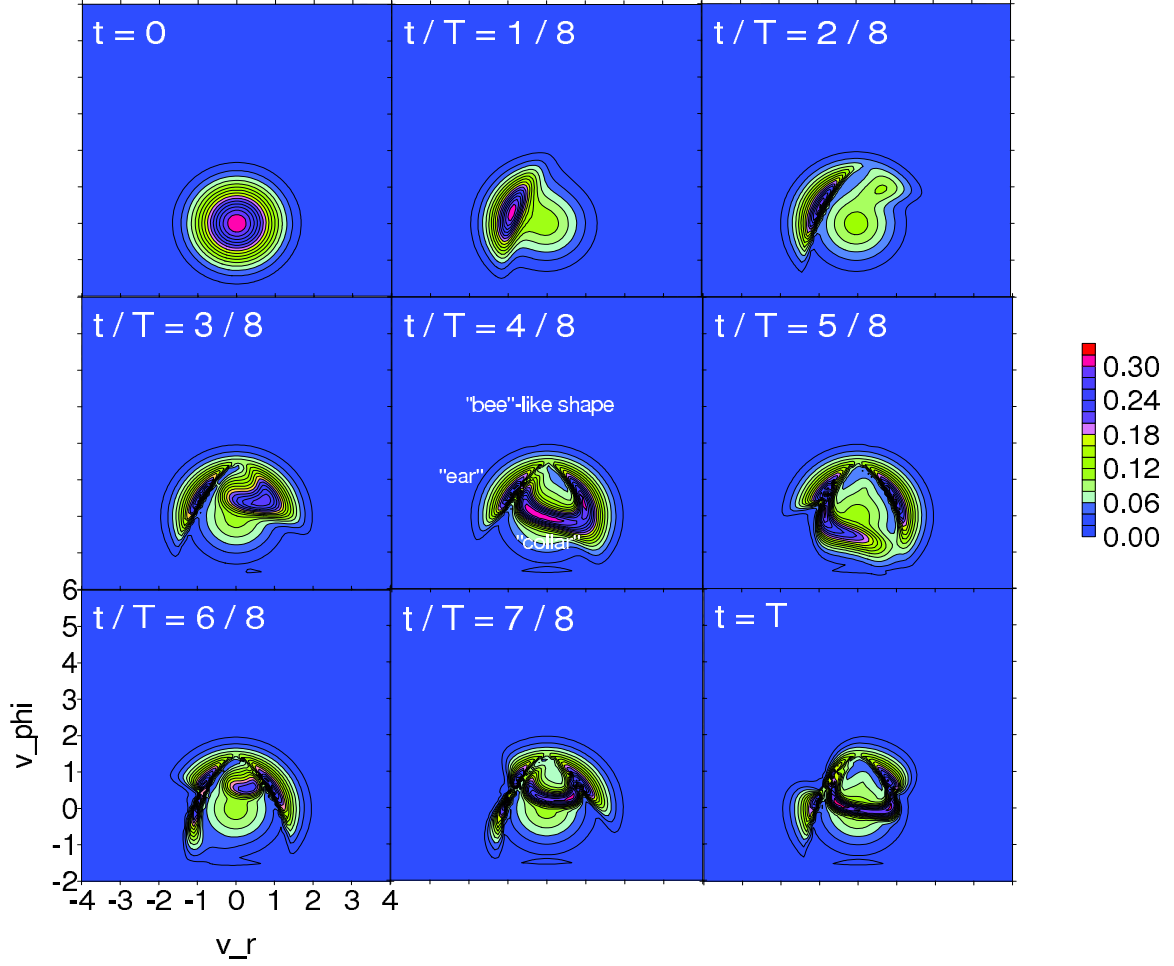 t = 0
t / T = 1 / 8
t / T = 2 / 8
t / T = 3 / 8
t / T = 4 / 8
"bee"-like shape
"ear"
"collar"
t / T = 5 / 8
0.30
0.24
0.18
0.12
0.06
0.00
t / T = 6 / 8
t / T = 7 / 8
t = T
6
5
4
3
2
1
0
-1
-2
v_phi
-4 -3 -2 -1 0 1 2 3 4
v_r